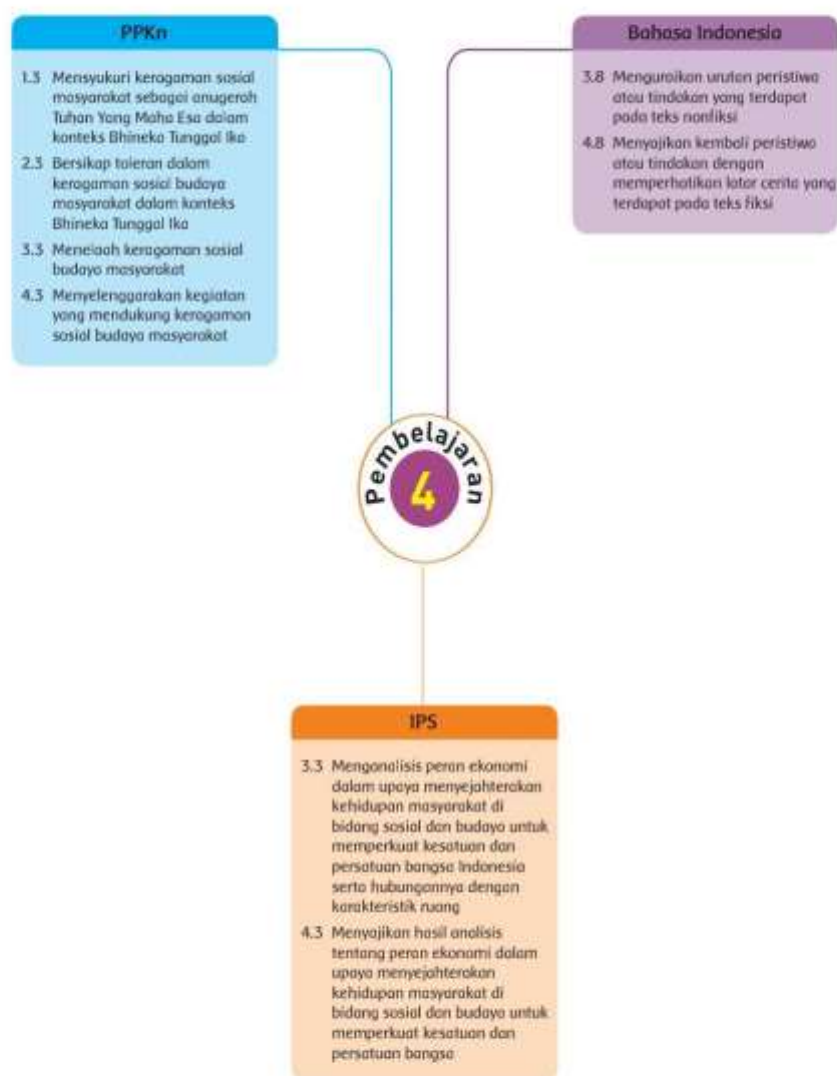 PPKn
1.3 Mensyukuri keragaman sosial
masyarakat sebagai anugerah
Tuhan Yang Maha Esa dalam
konteks Bhineka Tunggal Ika
2.3 Bersikap toleran dalam
keragaman sosial budaya
masyarakat dalam konteks
Bhineka Tunggal Ika
3.3 Menelaah keragaman sosial
budaya masyarakat
4.3 Menyelenggarakan kegiatan
yang mendukung keragaman
sosial budaya masyarakat
Bahasa Indonesia
3.8 Menguraikan urutan peristiwa
atau tindakan yang terdapat
pada teks nonfiksi
4.8 Menyajikan kembali peristiwa
atau tindakan dengan
memperhatikan latar cerita yang
terdapat pada teks fiksi
Pembelajaran
4
IPS
3.3 Menganalisis peran ekonomi
dalam upaya menyejahterakan
kehidupan masyarakat di
bidang sosial dan budaya untuk
memperkuat kesatuan dan
persatuan bangsa Indonesia
serta hubungannya dengan
karakteristik ruang
4.3 Menyajikan hasil analisis
tentang peran ekonomi dalam
upaya menyejahterakan
kehidupan masyarakat di
bidang sosial dan budaya untuk
memperkuat kesatuan dan
persatuan bangsa